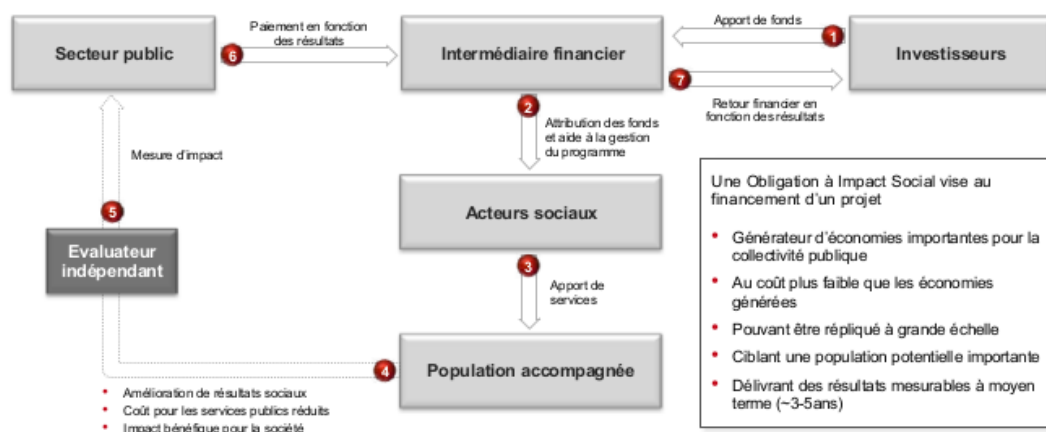 Secteur public
6
Paiement en fonction
des résultats
Intermédiaire financier
Apport de fonds
1
Investisseurs
7
Retour financier en
fonction des résultats
2
Attribution des fonds
et aide à la gestion
du programme
Mesure d'impact
Acteurs sociaux
5
Evaluateur
indépendant
3
Apport de
services
4
Population accompagnée
• Amélioration de résultats sociaux
• Coût pour les services publics réduits
• Impact bénéfique pour la société
Une Obligation à Impact Social vise au
financement d'un projet
• Générateur d'économies importantes pour la
collectivité publique
• Au coût plus faible que les économies
générées
• Pouvant être répliqué à grande échelle
• Ciblant une population potentielle importante
• Délivrant des résultats mesurables à moyen
terme (~3-5ans)